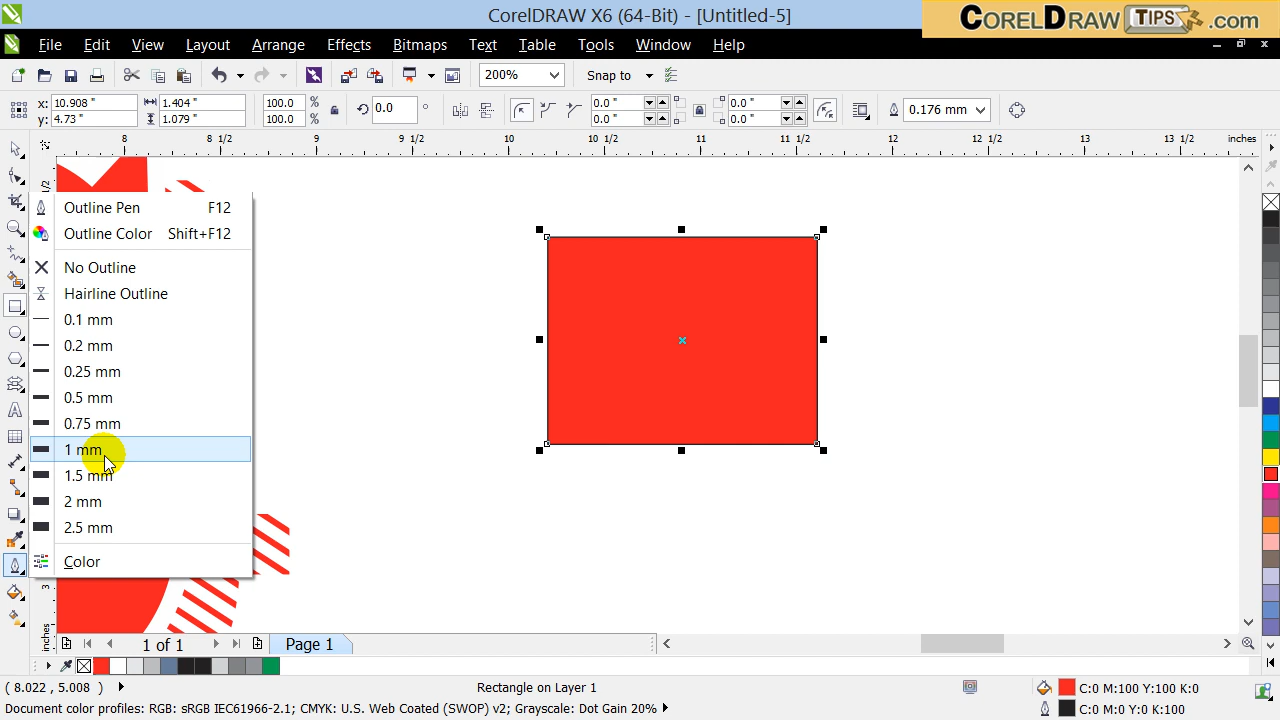 CorelDRAW X6 (64-Bit) - [Untitled-5]
CORELDRAW TIPS .com
File Edit View Layout Arrange Effects Bitmaps Text Table Tools Window Help
200% Snap to
x: 10.908 " 1.404 " 100.0 % 0.0 ° 0.0 " 0.0 " 0.176 mm
y: 4.73 " 1.079 " 100.0 % 0.0 " 0.0 "
8 8 1/2 9 9 1/2 10 10 1/2 11 11 1/2 12 12 1/2 13 13 1/2 inches
1/2
Outline Pen F12
Outline Color Shift+F12
No Outline
Hairline Outline
0.1 mm
0.2 mm
0.25 mm
0.5 mm
0.75 mm
1 mm
1.5 mm
2 mm
2.5 mm
Color
3
inches
1 of 1 Page 1
( 8.022 , 5.008 ) Rectangle on Layer 1 C:0 M:100 Y:100 K:0
Document color profiles: RGB: sRGB IEC61966-2.1; CMYK: U.S. Web Coated (SWOP) v2; Grayscale: Dot Gain 20% C:0 M:0 Y:0 K:100